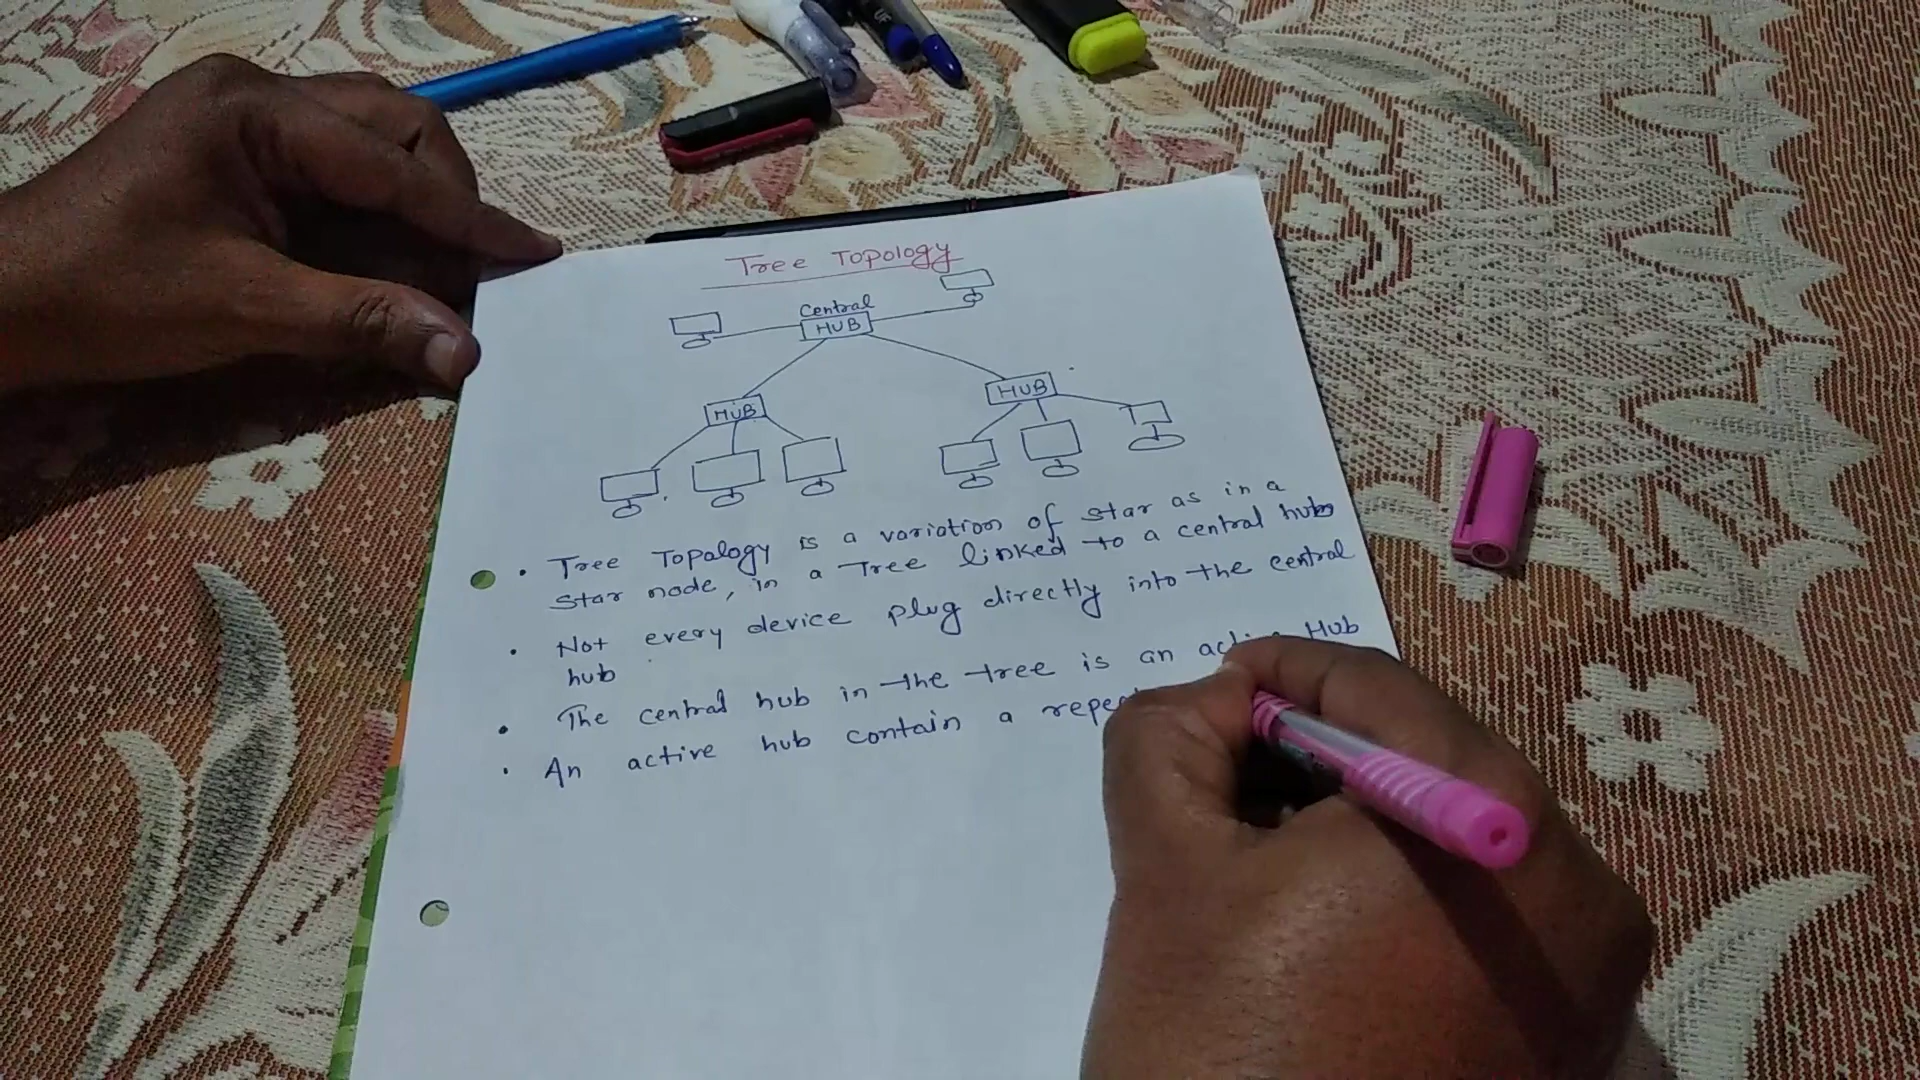 Tree Topology
Central
HUB
HUB
HUB
Tree Topalogy is a variation of star as in a
star node, in a Tree linked to a central hub
Not every device plug directly into the central
hub
The central hub in the tree is an Hub
An active hub contain a